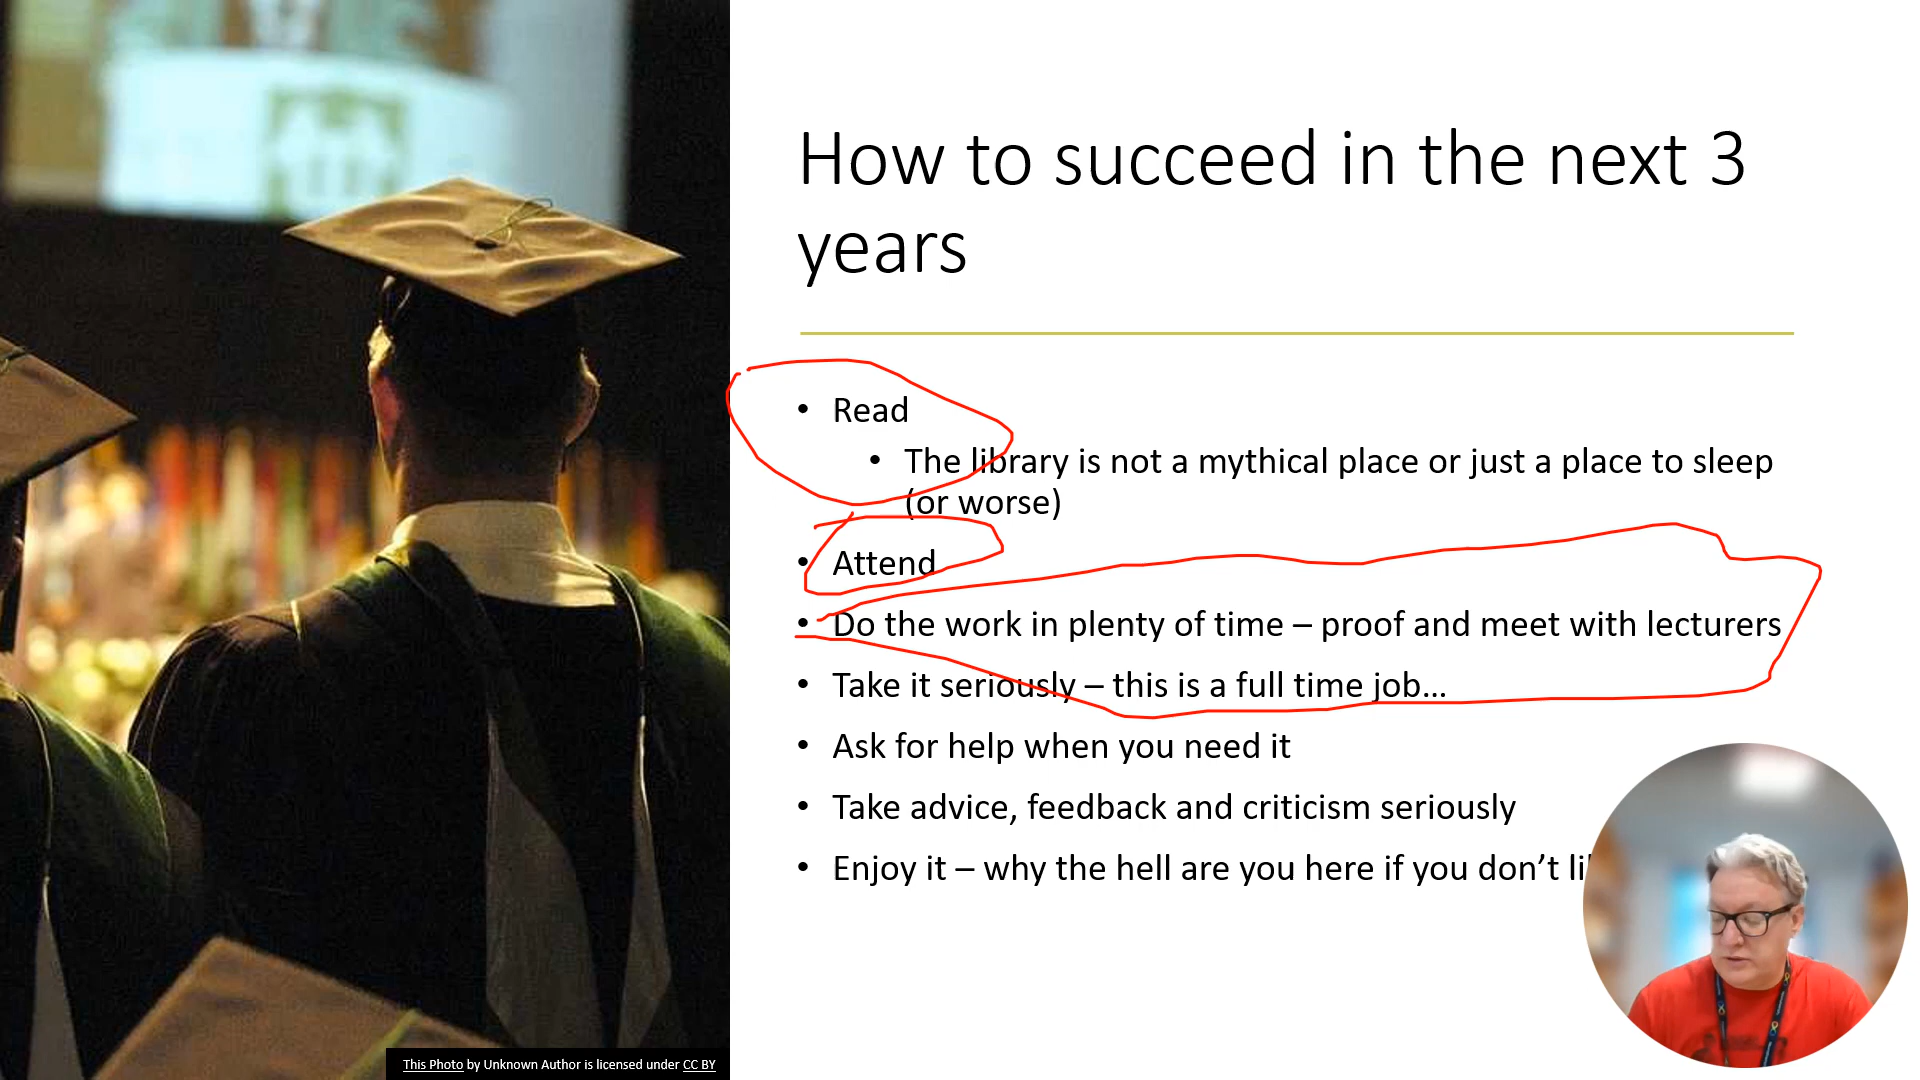 How to succeed in the next 3
years
• Read
• The library is not a mythical place or just a place to sleep
(or worse)
• Attend
• Do the work in plenty of time – proof and meet with lecturers
• Take it seriously – this is a full time job…
• Ask for help when you need it
• Take advice, feedback and criticism seriously
• Enjoy it – why the hell are you here if you don’t
This Photo by Unknown Author is licensed under CC BY